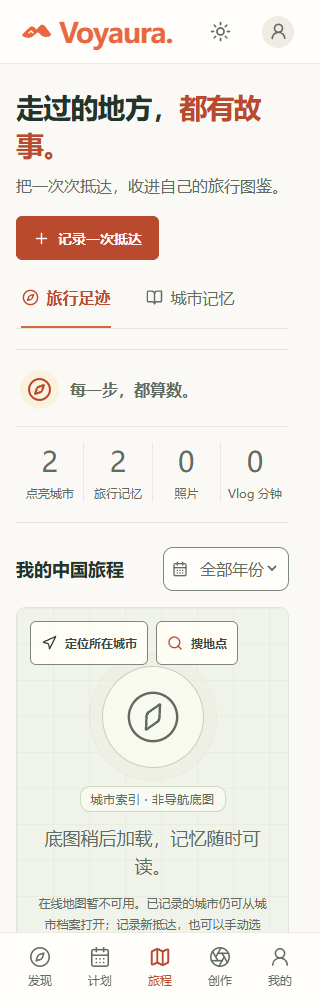 Voyaura.
走过的地方，都有故
事。
把一次次抵达，收进自己的旅行图鉴。
记录一次抵达
旅行足迹 城市记忆
每一步，都算数。
2 2 0 0
点亮城市 旅行记忆 照片 Vlog 分钟
我的中国旅程 全部年份
定位所在城市 搜地点
城市索引 · 非导航底图
底图稍后加载，记忆随时可
读。
在线地图暂不可用。已记录的城市仍可从城
市档案打开；记录新抵达，也可以手动选
发现 计划 旅程 创作 我的